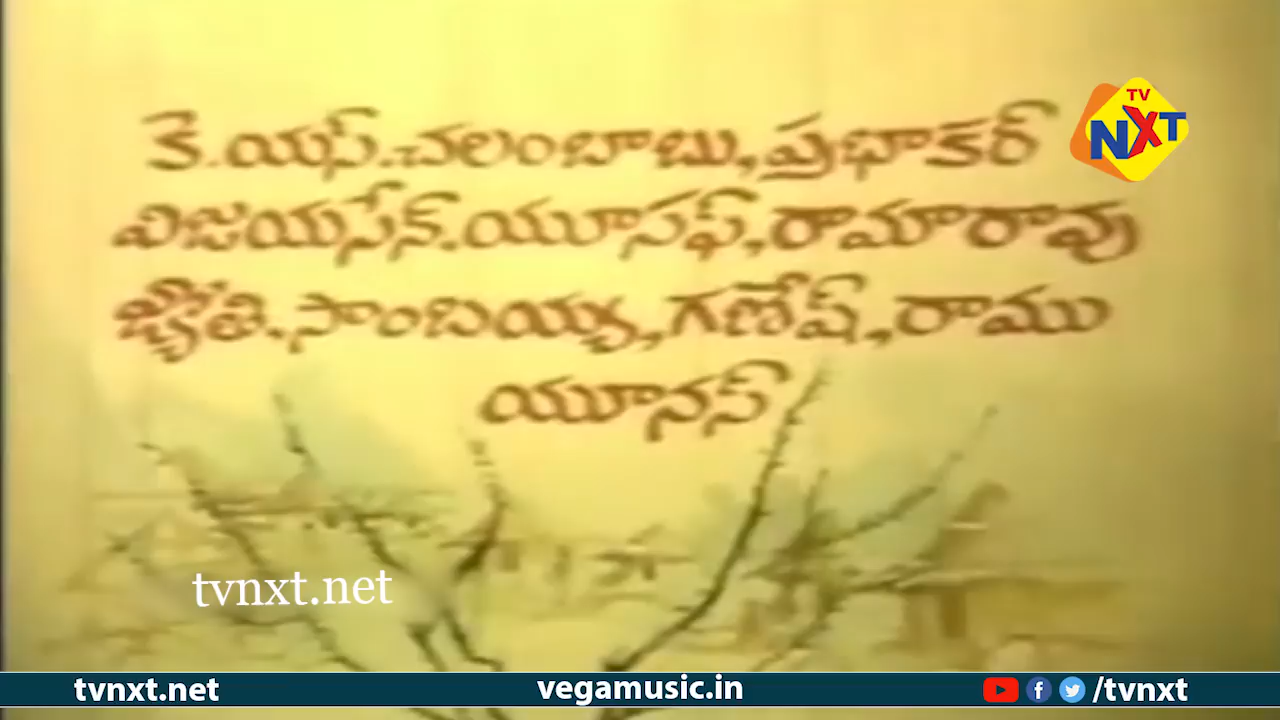 కే.యస్.చలంబాబు,ప్రభాకర్
విజయసేన్.యూసఫ్,రామారావు
జ్యోతి.సాంబయ్య,గణేష్,రాము
యూనస్
TV
NXT
tvnxt.net
tvnxt.net
vegamusic.in
/tvnxt